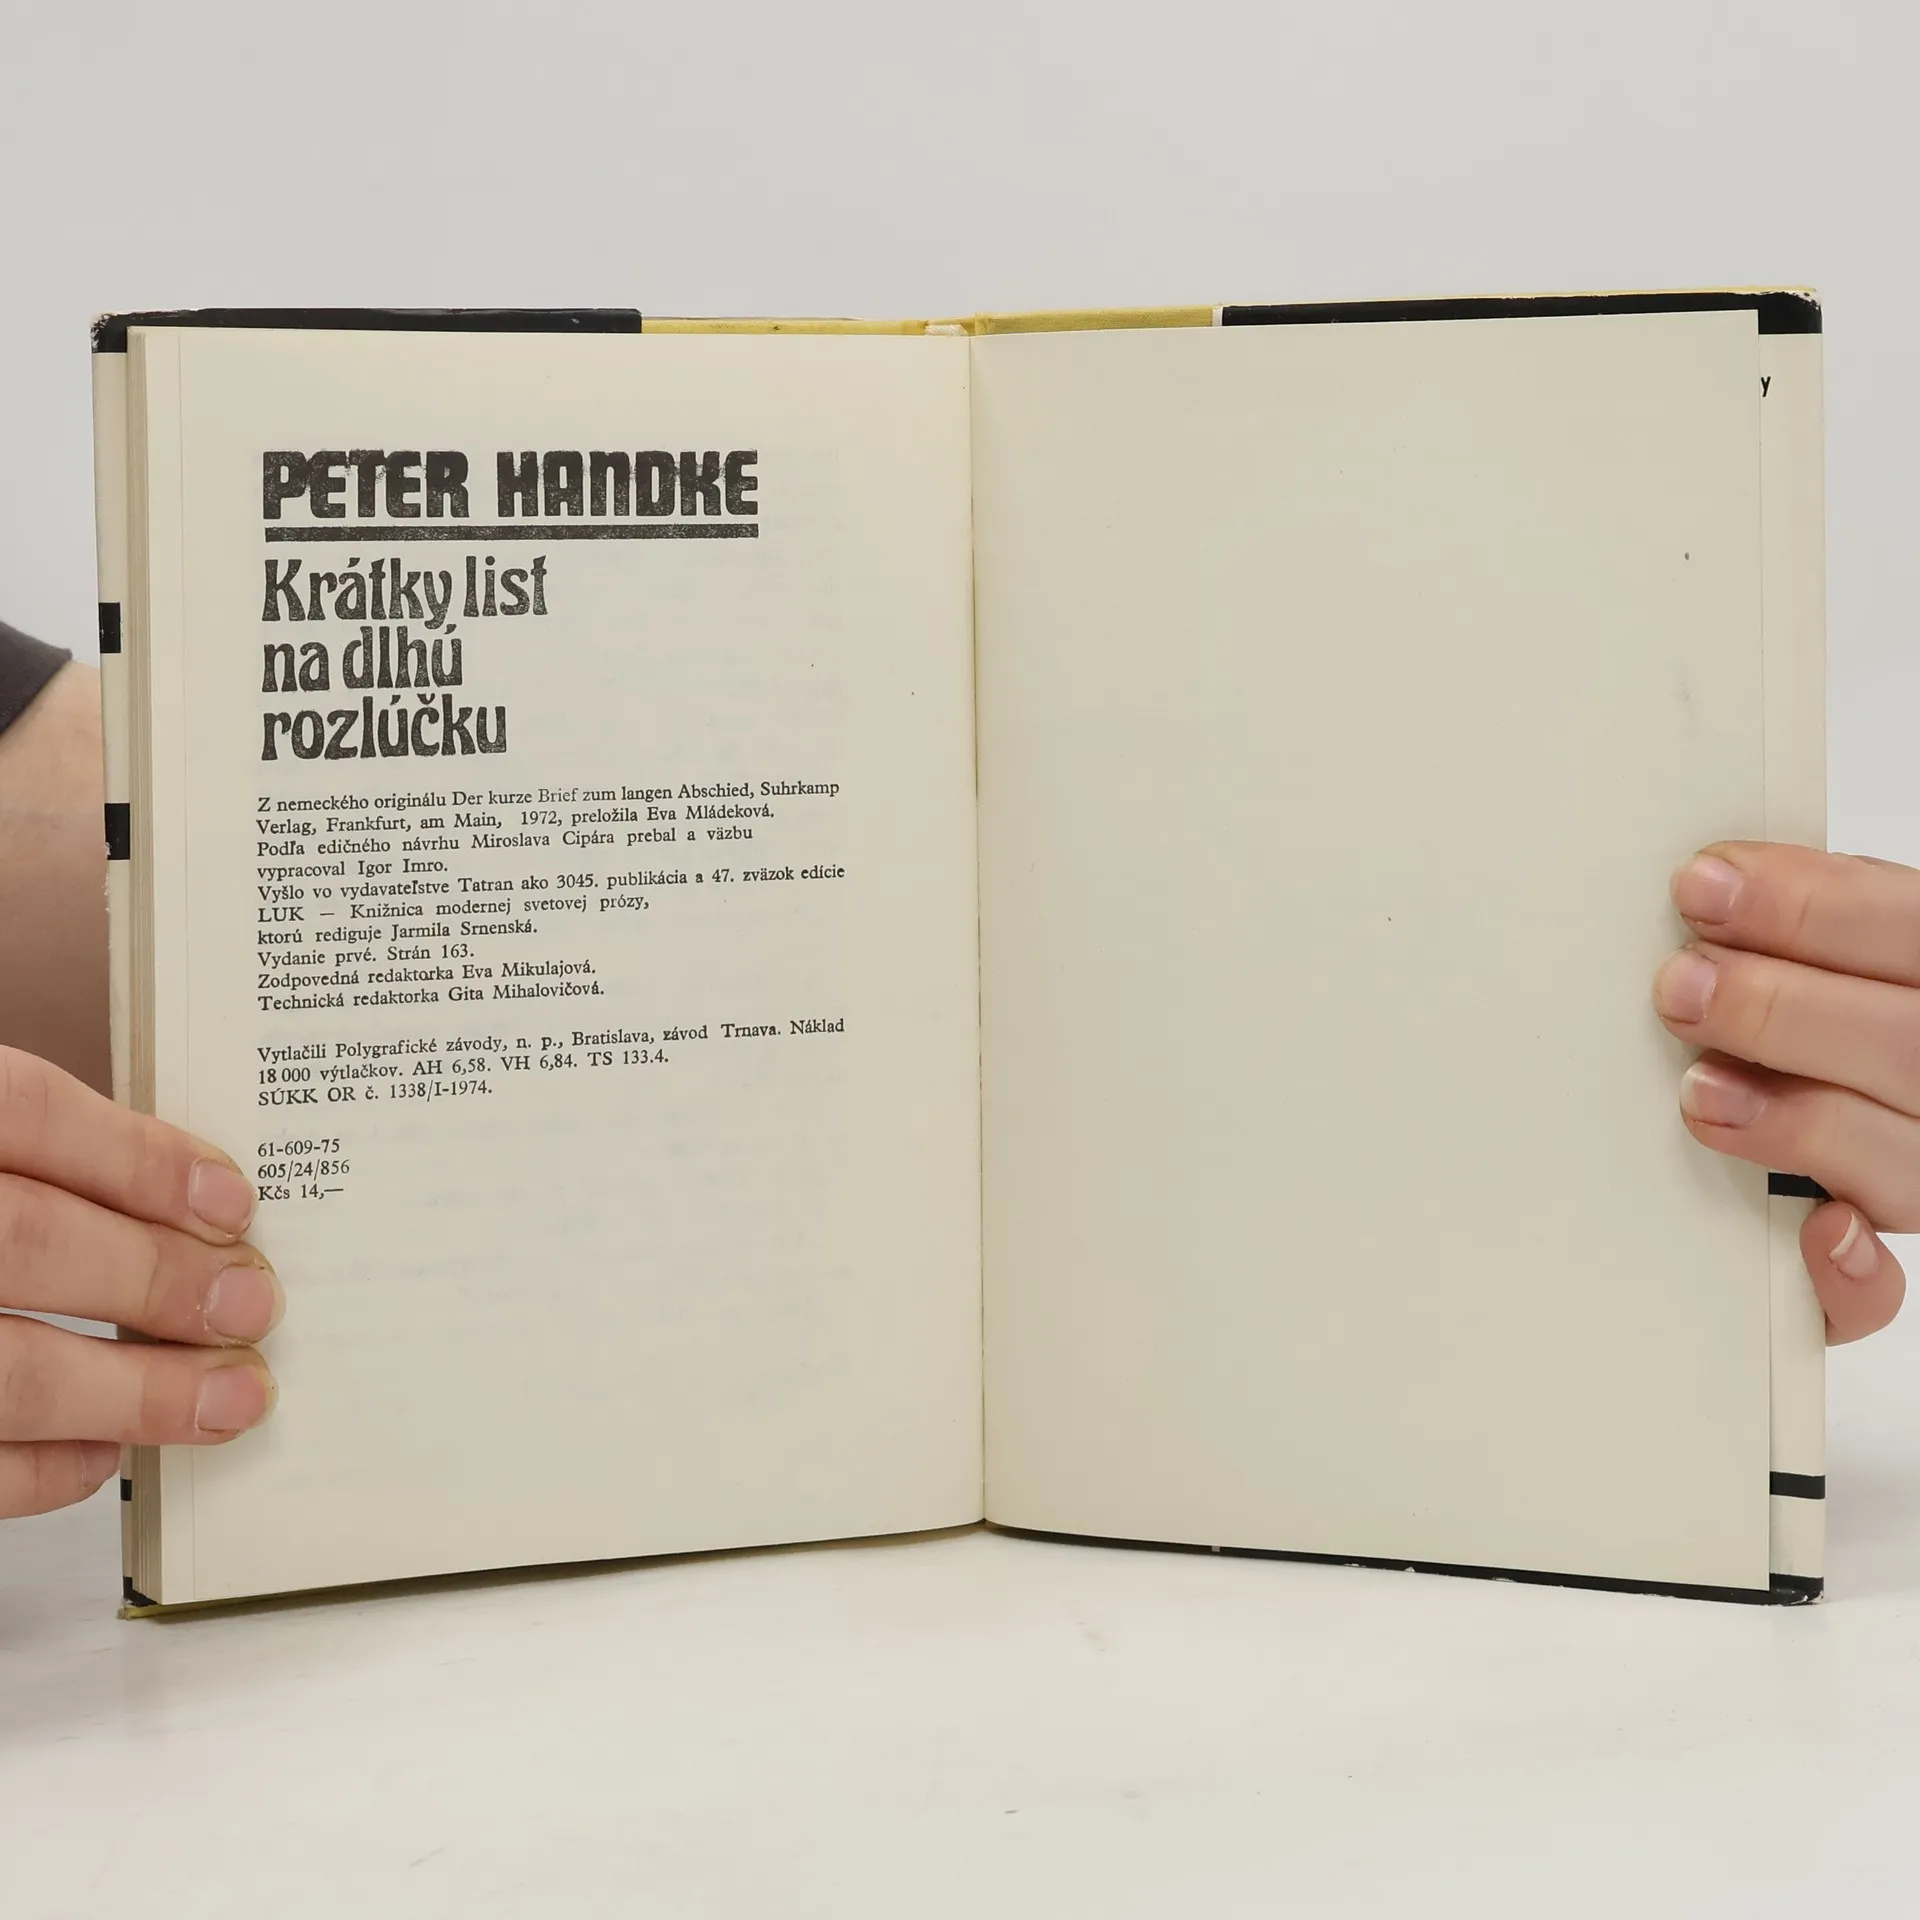 PETER HANDKE
Krátky list
na dlhú
rozlúčku
Z nemeckého originálu Der kurze Brief zum langen Abschied, Suhrkamp
Verlag, Frankfurt, am Main, 1972, preložila Eva Mládeková.
Podľa edičného návrhu Miroslava Cipára prebal a väzbu
vypracoval Igor Imro.
Vyšlo vo vydavateľstve Tatran ako 3045. publikácia a 47. zväzok edície
LUK — Knižnica modernej svetovej prózy,
ktorú rediguje Jarmila Srnenská.
Vydanie prvé. Strán 163.
Zodpovedná redaktorka Eva Mikulajová.
Technická redaktorka Gita Mihalovičová.
Vytlačili Polygrafické závody, n. p., Bratislava, závod Trnava. Náklad
18 000 výtlačkov. AH 6,58. VH 6,84. TS 133.4.
SÚKK OR č. 1338/I-1974.
61-609-75
605/24/856
Kčs 14,—
y